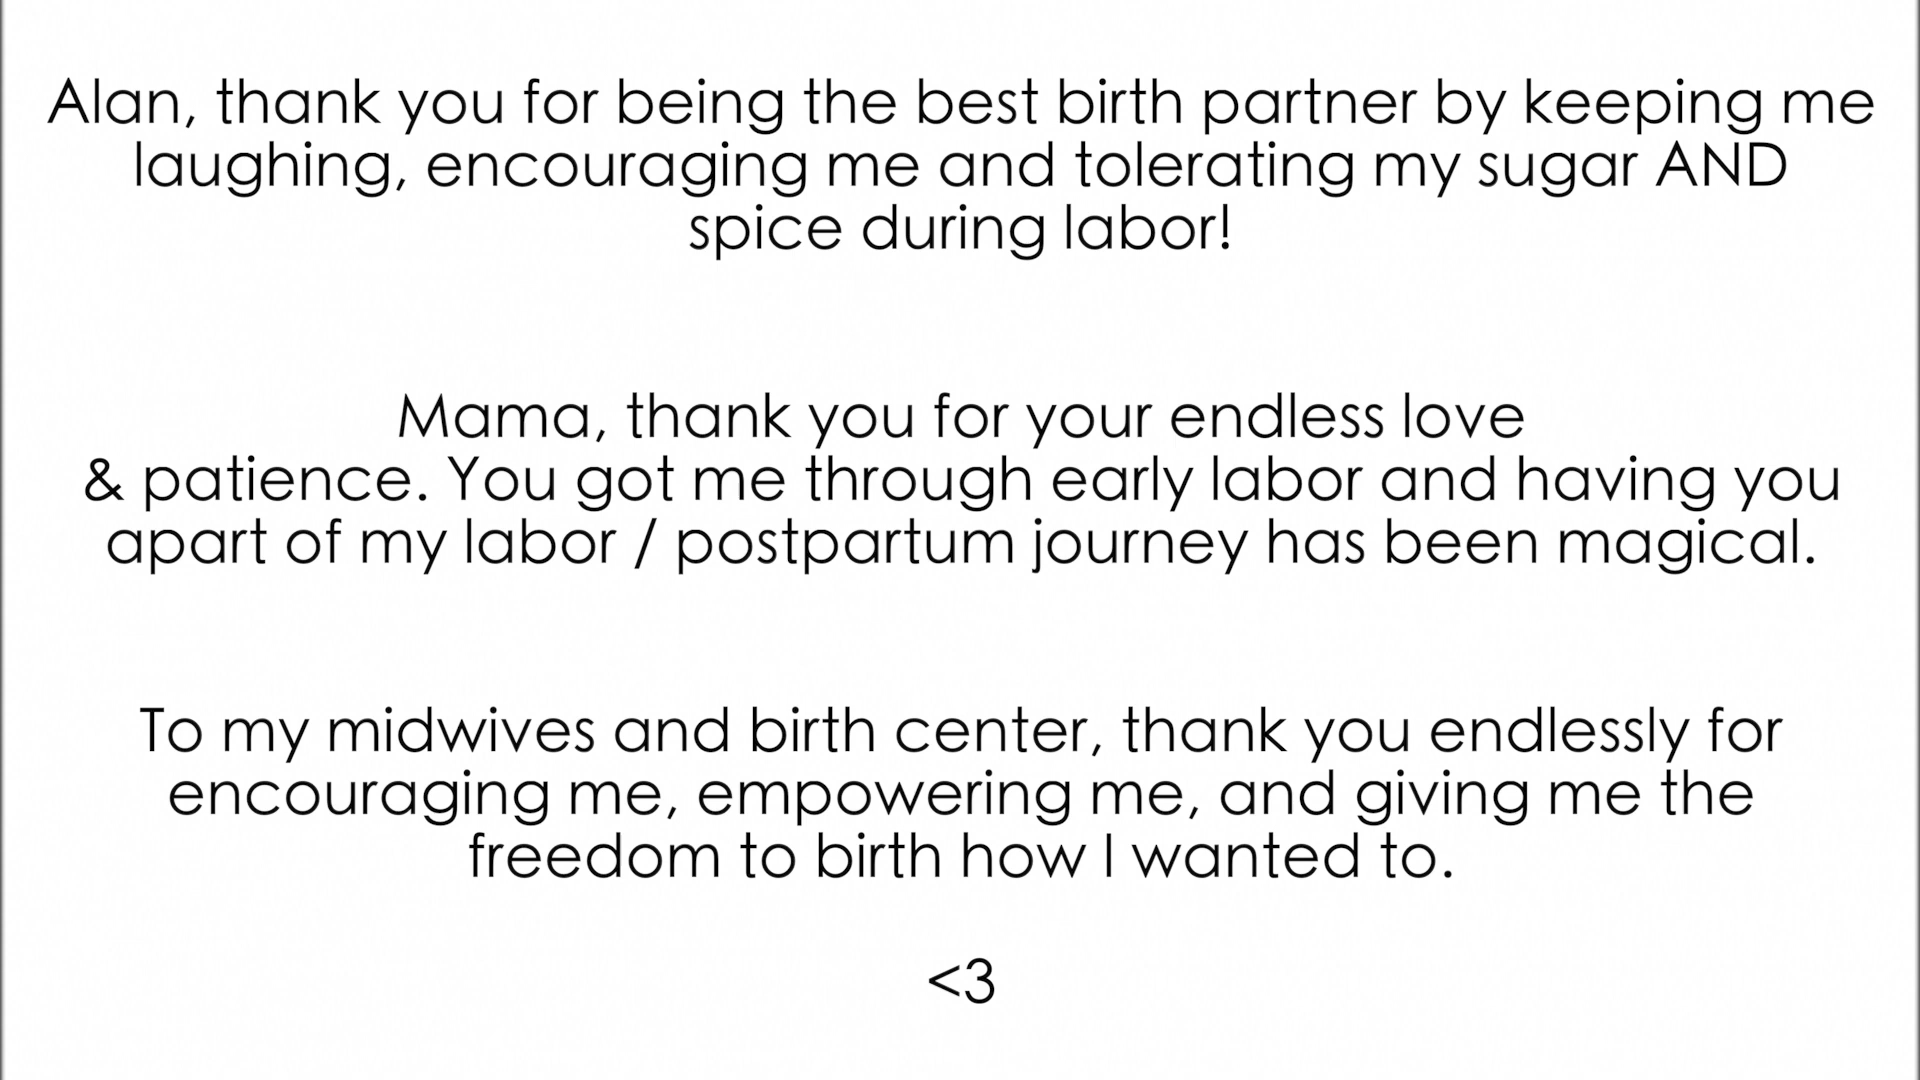 Alan, thank you for being the best birth partner by keeping me
laughing, encouraging me and tolerating my sugar AND
spice during labor!
Mama, thank you for your endless love
& patience. You got me through early labor and having you
apart of my labor / postpartum journey has been magical.
To my midwives and birth center, thank you endlessly for
encouraging me, empowering me, and giving me the
freedom to birth how I wanted to.
<3